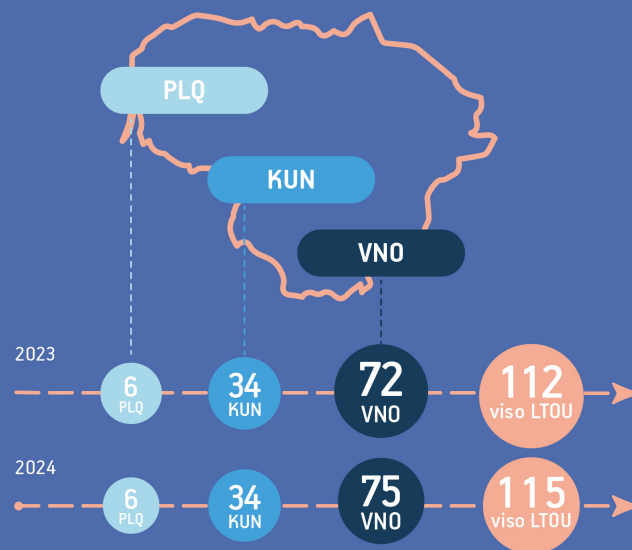 PLQ
KUN
VNO
2023
6
PLQ
34
KUN
72
VNO
112
viso LTOU
2024
6
PLQ
34
KUN
75
VNO
115
viso LTOU